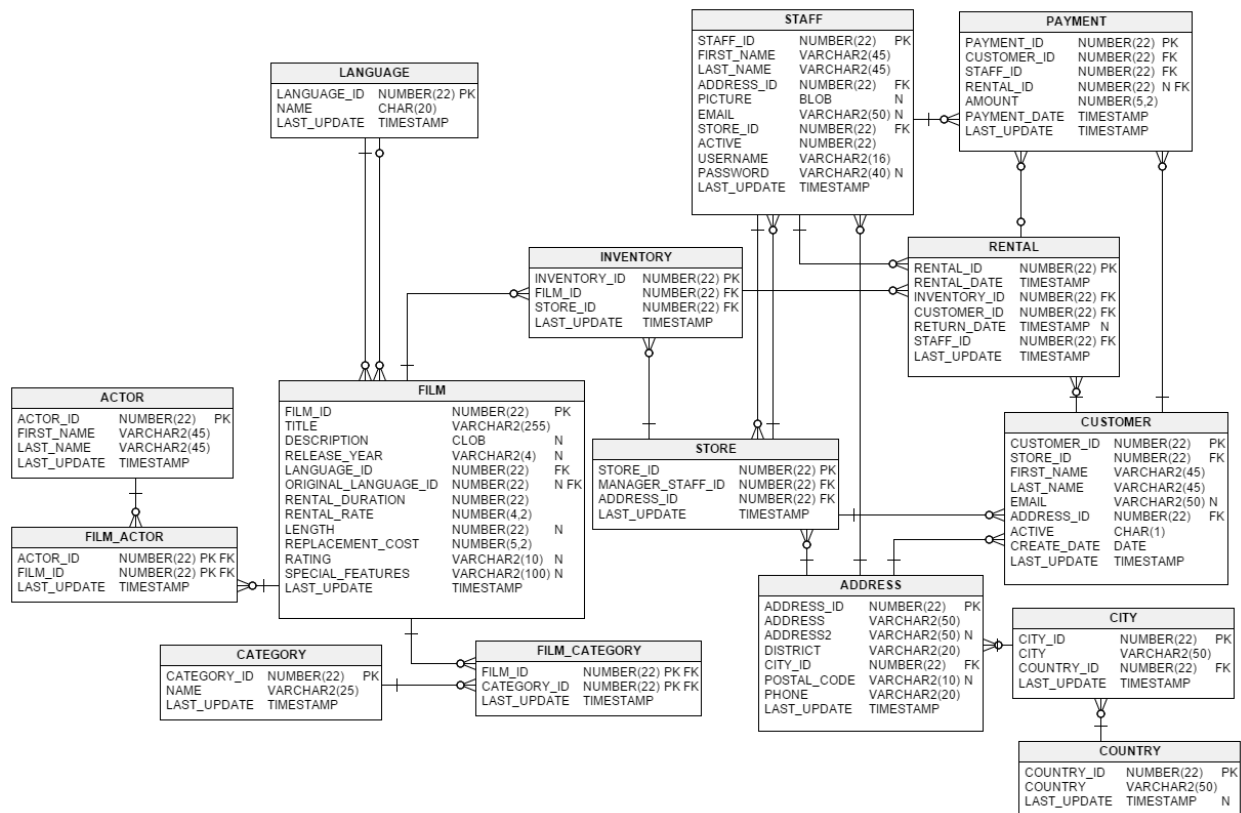 STAFF
STAFF_ID NUMBER(22) PK
FIRST_NAME VARCHAR2(45)
LAST_NAME VARCHAR2(45)
ADDRESS_ID NUMBER(22) FK
PICTURE BLOB N
EMAIL VARCHAR2(50) N
STORE_ID NUMBER(22) FK
ACTIVE NUMBER(22)
USERNAME VARCHAR2(16)
PASSWORD VARCHAR2(40) N
LAST_UPDATE TIMESTAMP
PAYMENT
PAYMENT_ID NUMBER(22) PK
CUSTOMER_ID NUMBER(22) FK
STAFF_ID NUMBER(22) FK
RENTAL_ID NUMBER(22) N FK
AMOUNT NUMBER(5,2)
PAYMENT_DATE TIMESTAMP
LAST_UPDATE TIMESTAMP
LANGUAGE
LANGUAGE_ID NUMBER(22) PK
NAME CHAR(20)
LAST_UPDATE TIMESTAMP
INVENTORY
INVENTORY_ID NUMBER(22) PK
FILM_ID NUMBER(22) FK
STORE_ID NUMBER(22) FK
LAST_UPDATE TIMESTAMP
RENTAL
RENTAL_ID NUMBER(22) PK
RENTAL_DATE TIMESTAMP
INVENTORY_ID NUMBER(22) FK
CUSTOMER_ID NUMBER(22) FK
RETURN_DATE TIMESTAMP N
STAFF_ID NUMBER(22) FK
LAST_UPDATE TIMESTAMP
ACTOR
ACTOR_ID NUMBER(22) PK
FIRST_NAME VARCHAR2(45)
LAST_NAME VARCHAR2(45)
LAST_UPDATE TIMESTAMP
FILM
FILM_ID NUMBER(22) PK
TITLE VARCHAR2(255)
DESCRIPTION CLOB N
RELEASE_YEAR VARCHAR2(4) N
LANGUAGE_ID NUMBER(22) FK
ORIGINAL_LANGUAGE_ID NUMBER(22) N FK
RENTAL_DURATION NUMBER(22)
RENTAL_RATE NUMBER(4,2)
LENGTH NUMBER(22) N
REPLACEMENT_COST NUMBER(5,2)
RATING VARCHAR2(10) N
SPECIAL_FEATURES VARCHAR2(100) N
LAST_UPDATE TIMESTAMP
STORE
STORE_ID NUMBER(22) PK
MANAGER_STAFF_ID NUMBER(22) FK
ADDRESS_ID NUMBER(22) FK
LAST_UPDATE TIMESTAMP
CUSTOMER
CUSTOMER_ID NUMBER(22) PK
STORE_ID NUMBER(22) FK
FIRST_NAME VARCHAR2(45)
LAST_NAME VARCHAR2(45)
EMAIL VARCHAR2(50) N
ADDRESS_ID NUMBER(22) FK
ACTIVE CHAR(1)
CREATE_DATE DATE
LAST_UPDATE TIMESTAMP
FILM_ACTOR
ACTOR_ID NUMBER(22) PK FK
FILM_ID NUMBER(22) PK FK
LAST_UPDATE TIMESTAMP
CATEGORY
CATEGORY_ID NUMBER(22) PK
NAME VARCHAR2(25)
LAST_UPDATE TIMESTAMP
FILM_CATEGORY
FILM_ID NUMBER(22) PK FK
CATEGORY_ID NUMBER(22) PK FK
LAST_UPDATE TIMESTAMP
ADDRESS
ADDRESS_ID NUMBER(22) PK
ADDRESS VARCHAR2(50)
ADDRESS2 VARCHAR2(50) N
DISTRICT VARCHAR2(20)
CITY_ID NUMBER(22) FK
POSTAL_CODE VARCHAR2(10) N
PHONE VARCHAR2(20)
LAST_UPDATE TIMESTAMP
CITY
CITY_ID NUMBER(22) PK
CITY VARCHAR2(50)
COUNTRY_ID NUMBER(22) FK
LAST_UPDATE TIMESTAMP
COUNTRY
COUNTRY_ID NUMBER(22) PK
COUNTRY VARCHAR2(50)
LAST_UPDATE TIMESTAMP N